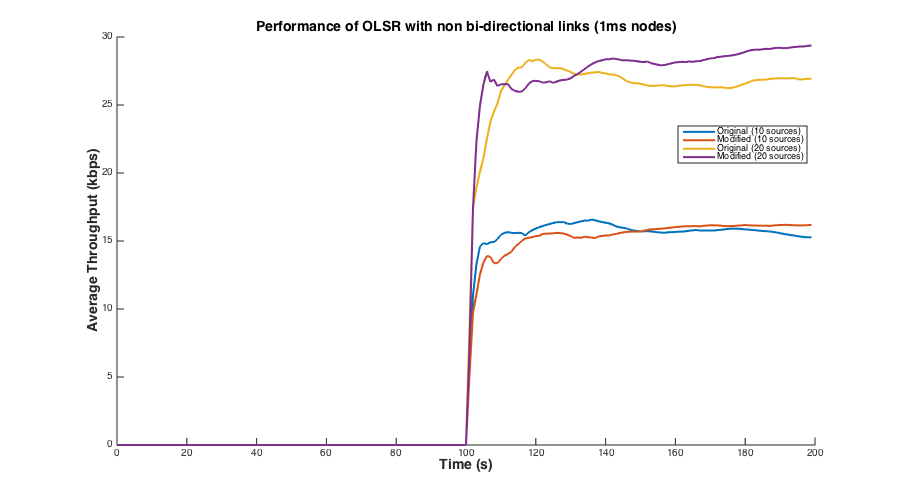 Performance of OLSR with non bi-directional links (1ms nodes)
30
25
20
15
10
5
0
Average Throughput (kbps)
Original (10 sources)
Modified (10 sources)
Original (20 sources)
Modified (20 sources)
0 20 40 60 80 100 120 140 160 180 200
Time (s)